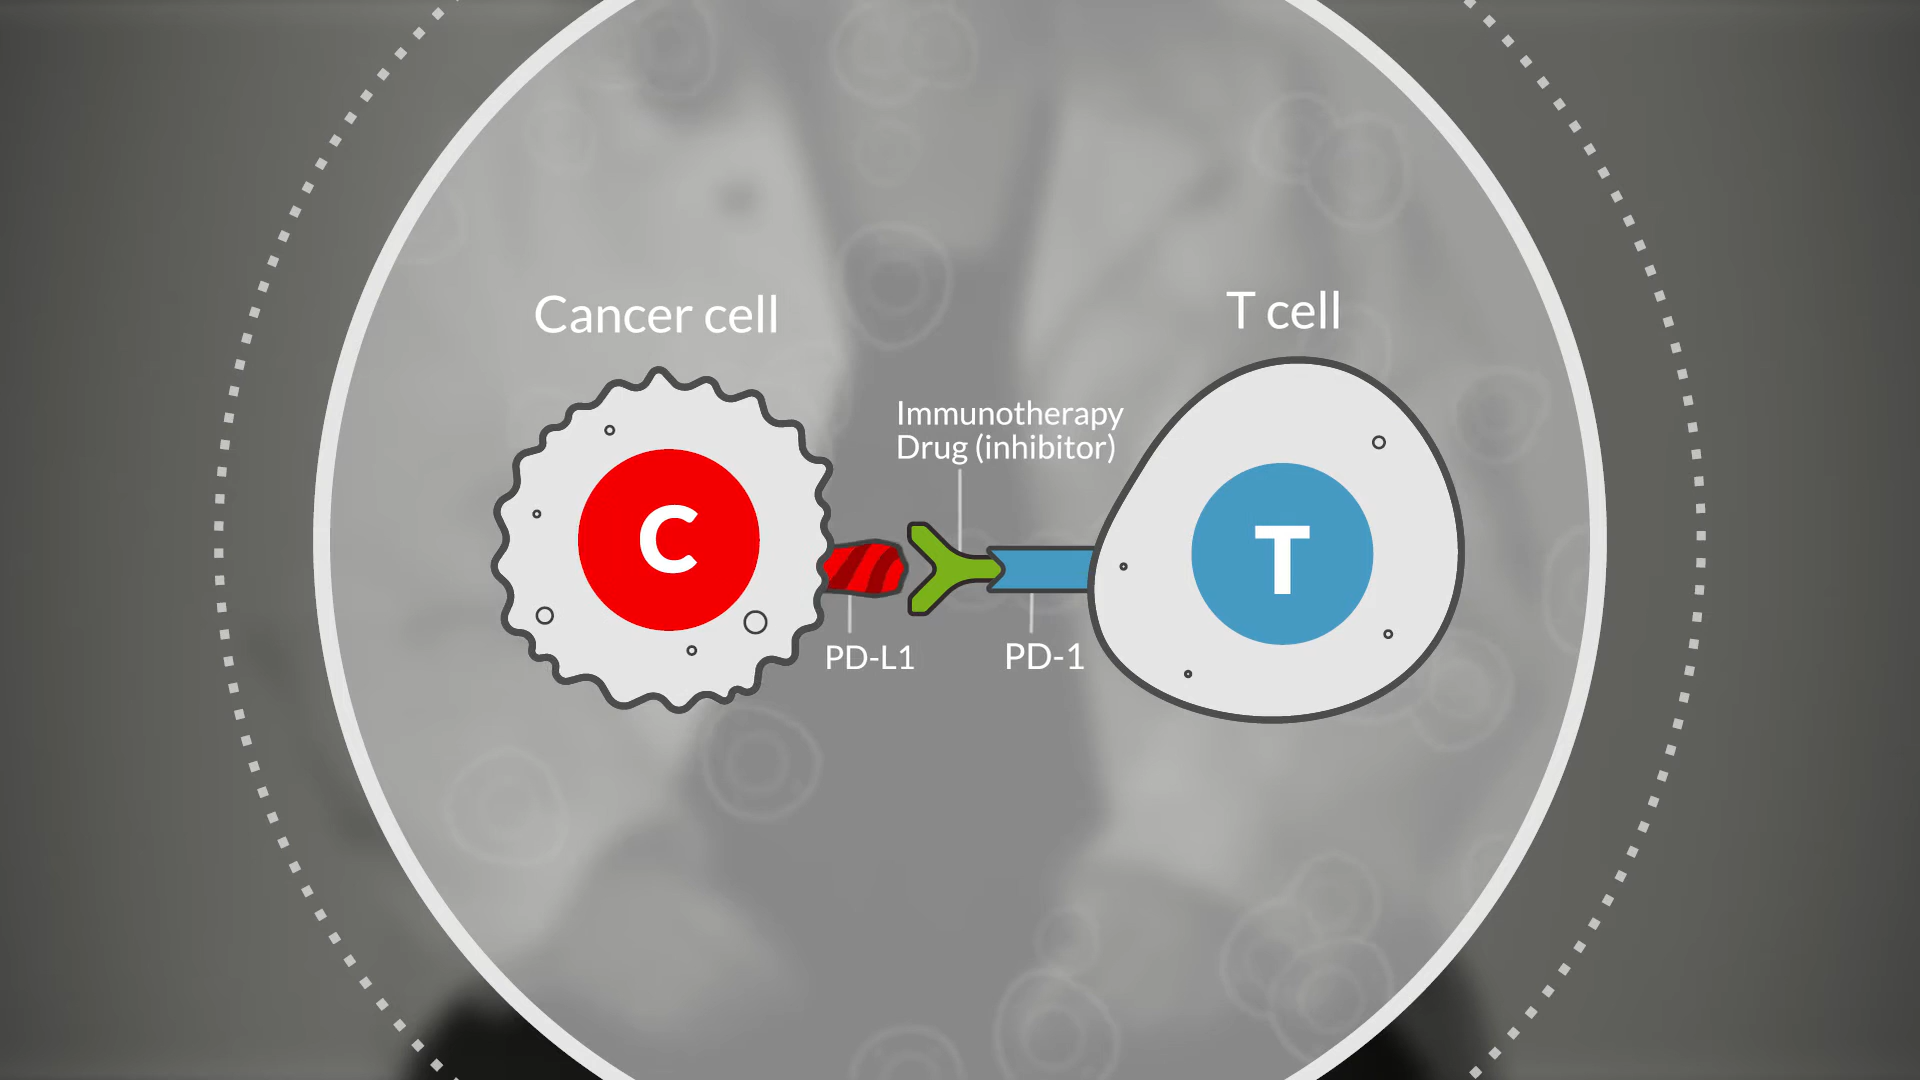 Cancer cell
T cell
Immunotherapy
Drug (inhibitor)
C
T
PD-L1
PD-1